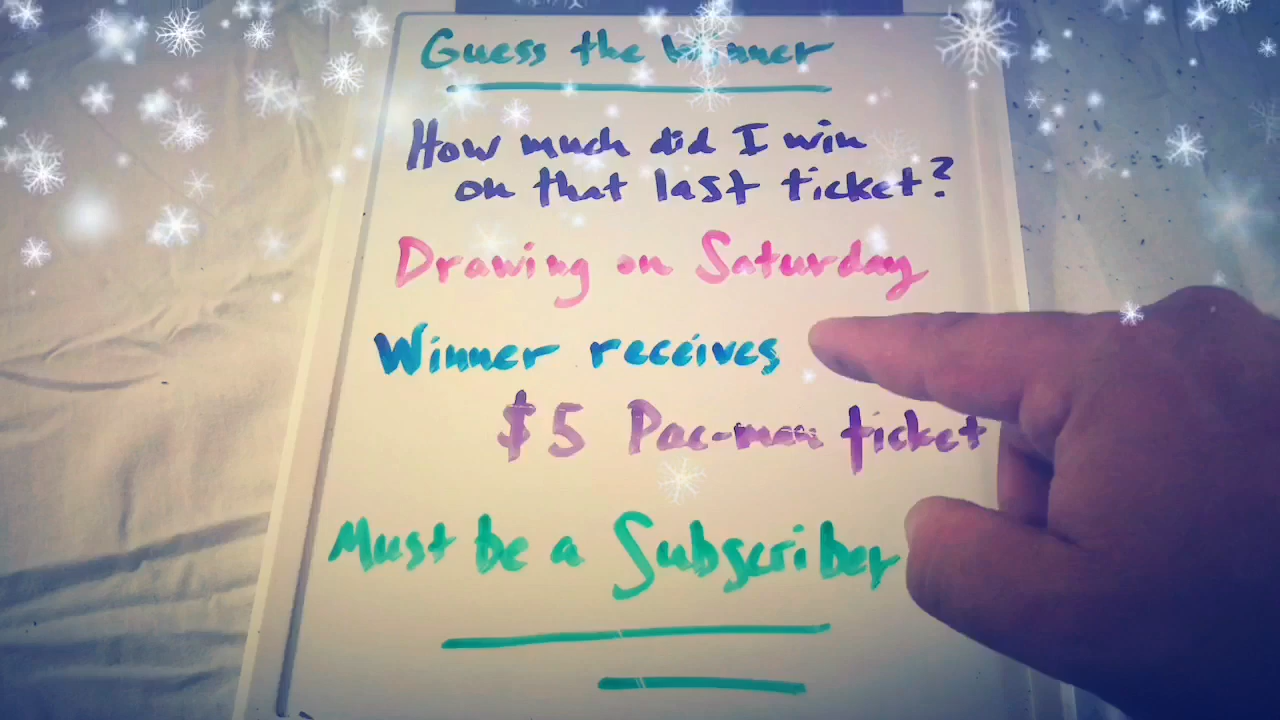 Guess the Winner
How much did I win
on that last ticket?
Drawing on Saturday
Winner receives
$5 Pac-man ticket
Must be a Subscriber